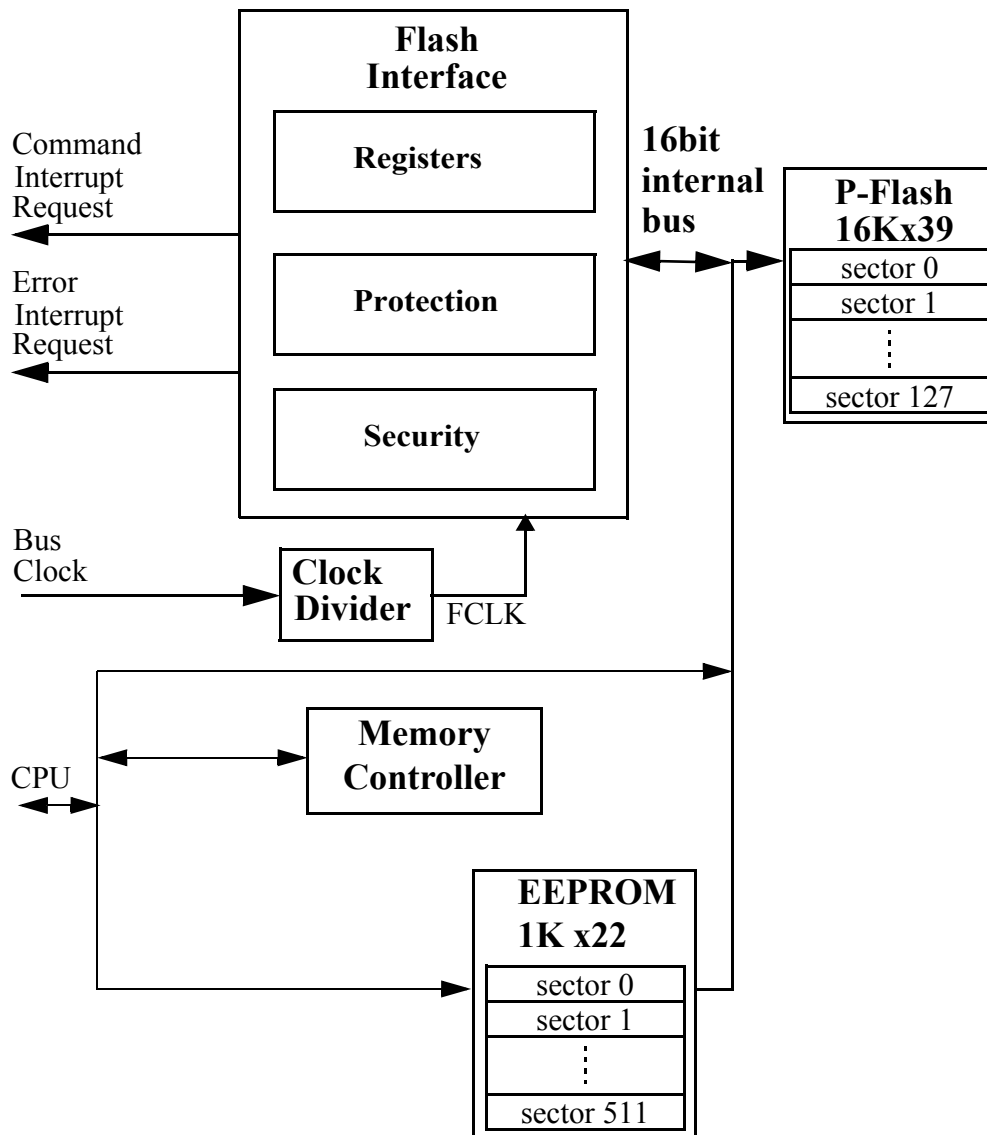 Flash
Interface
Registers
Protection
Security
Command
Interrupt
Request
Error
Interrupt
Request
16bit
internal
bus
P-Flash
16Kx39
sector 0
sector 1
sector 127
Bus
Clock
Clock
Divider
FCLK
Memory
Controller
CPU
EEPROM
1K x22
sector 0
sector 1
sector 511